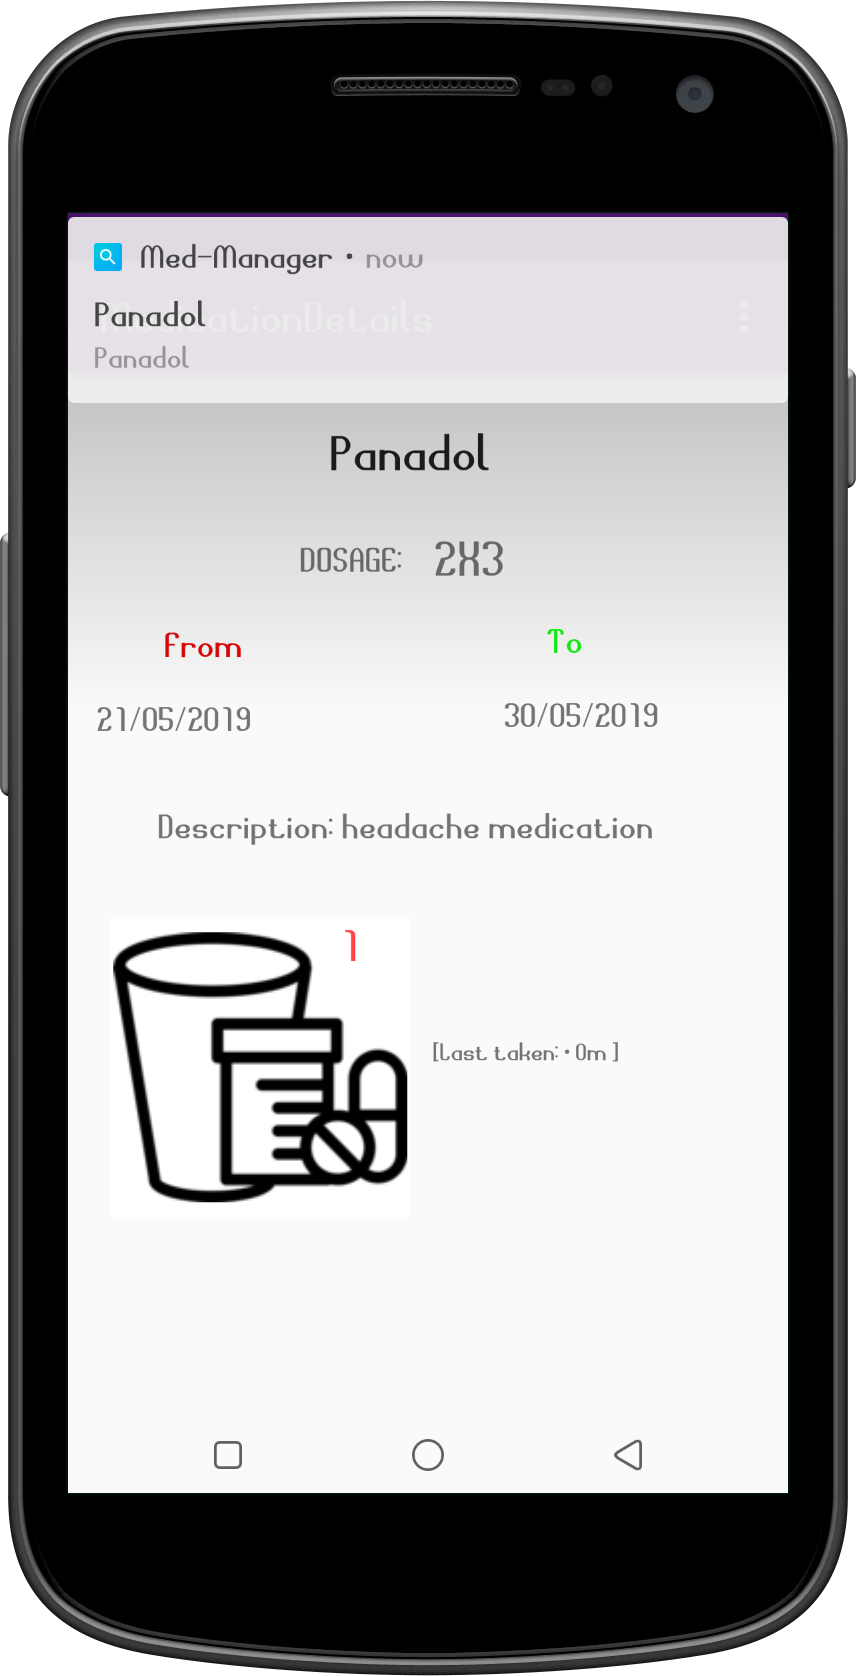 Med-Manager • now
MedicationDetails
Panadol
Panadol
Panadol
DOSAGE: 2X3
From To
21/05/2019 30/05/2019
Description: headache medication
1
[Last taken: • 0m ]